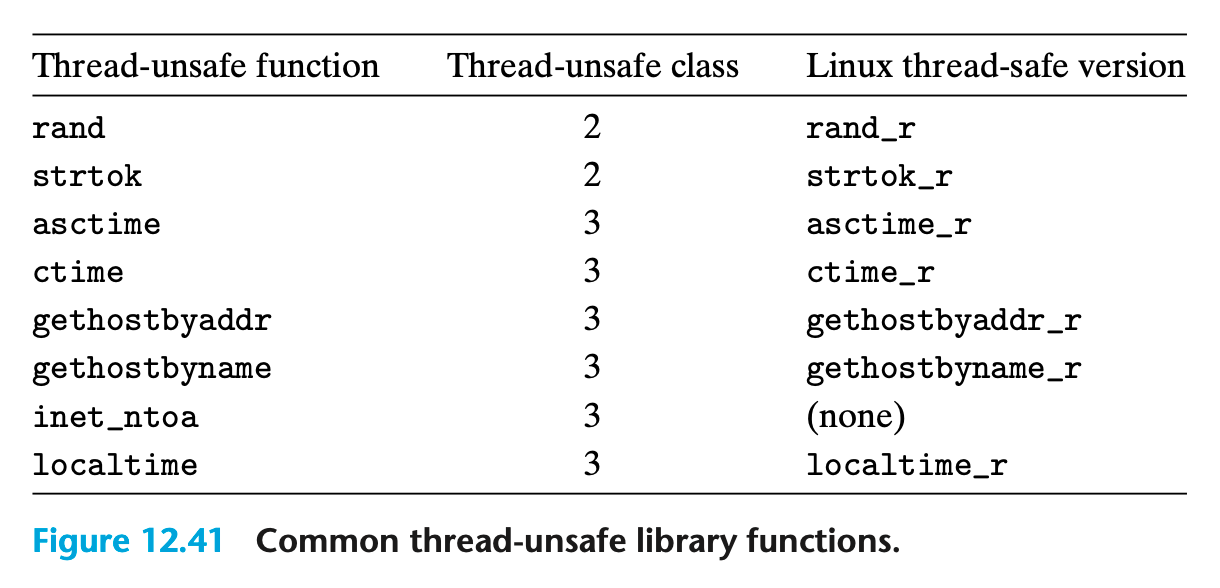 Thread-unsafe function Thread-unsafe class Linux thread-safe version
rand 2 rand_r
strtok 2 strtok_r
asctime 3 asctime_r
ctime 3 ctime_r
gethostbyaddr 3 gethostbyaddr_r
gethostbyname 3 gethostbyname_r
inet_ntoa 3 (none)
localtime 3 localtime_r
Figure 12.41 Common thread-unsafe library functions.